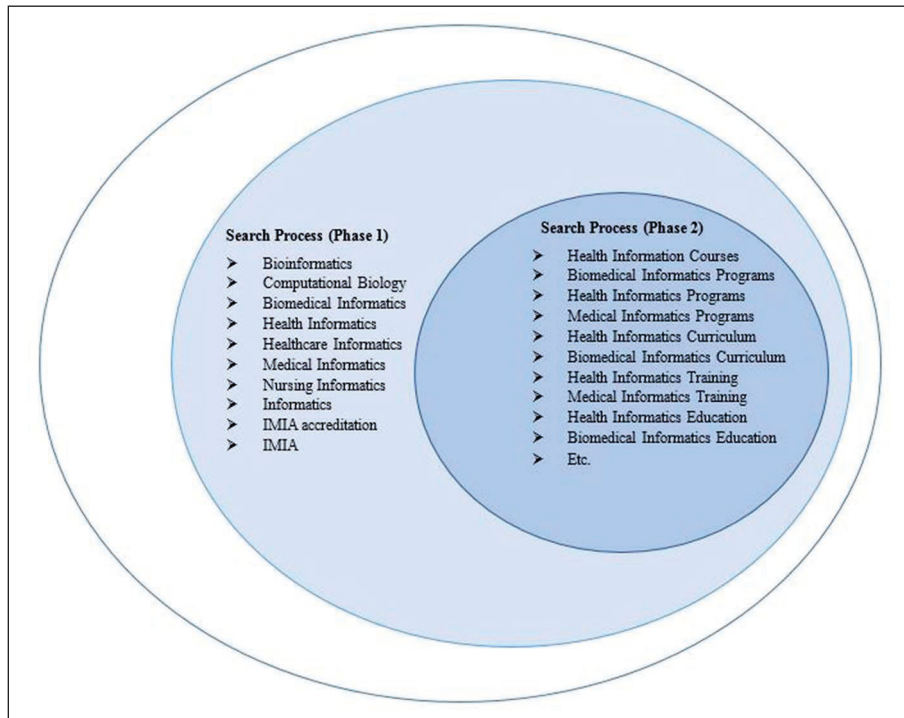 Search Process (Phase 1)
➢ Bioinformatics
➢ Computational Biology
➢ Biomedical Informatics
➢ Health Informatics
➢ Healthcare Informatics
➢ Medical Informatics
➢ Nursing Informatics
➢ Informatics
➢ IMIA accreditation
➢ IMIA
Search Process (Phase 2)
➢ Health Information Courses
➢ Biomedical Informatics Programs
➢ Health Informatics Programs
➢ Medical Informatics Programs
➢ Health Informatics Curriculum
➢ Biomedical Informatics Curriculum
➢ Health Informatics Training
➢ Medical Informatics Training
➢ Health Informatics Education
➢ Biomedical Informatics Education
➢ Etc.